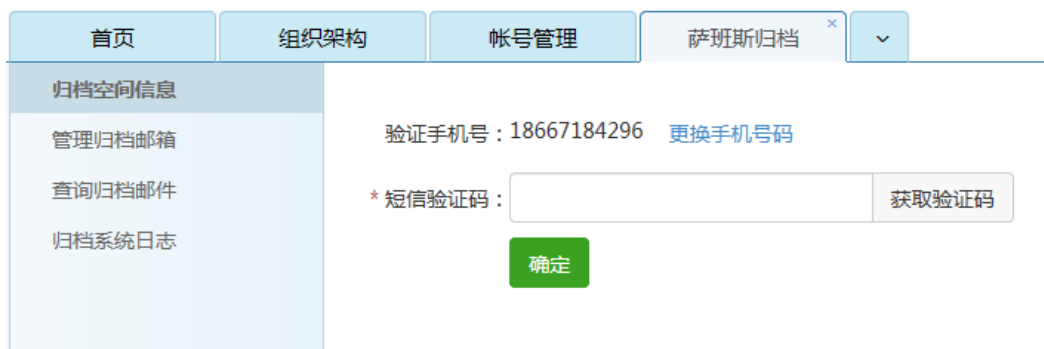 首页 组织架构 帐号管理 萨班斯归档 ×
归档空间信息
管理归档邮箱
查询归档邮件
归档系统日志
验证手机号：18667184296 更换手机号码
* 短信验证码： 获取验证码
确定